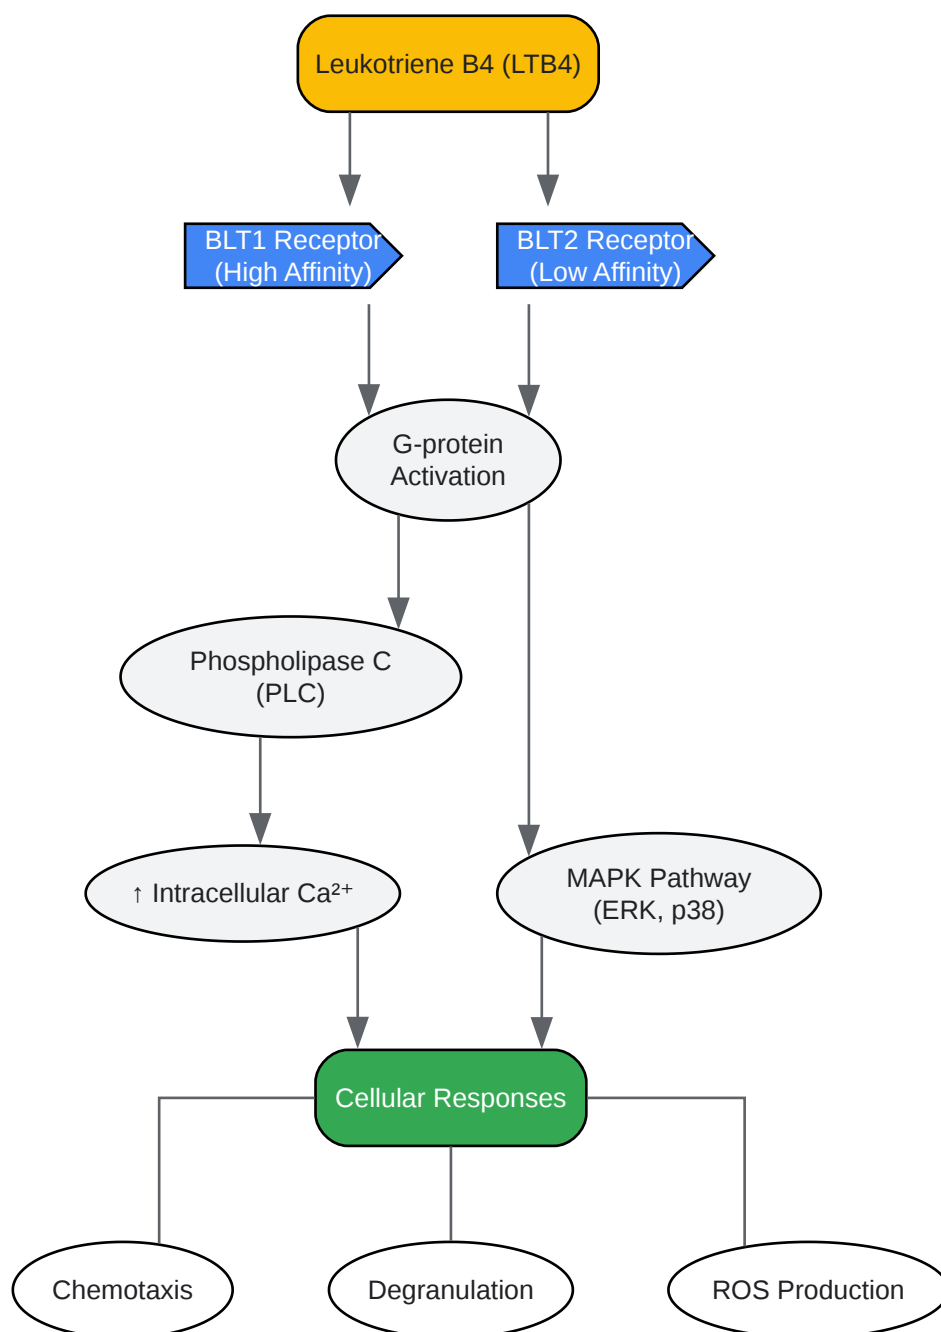 Leukotriene B4 (LTB4)
BLT1 Receptor
(High Affinity)
BLT2 Receptor
(Low Affinity)
G-protein
Activation
Phospholipase C
(PLC)
↑ Intracellular Ca²⁺
MAPK Pathway
(ERK, p38)
Cellular Responses
Chemotaxis
Degranulation
ROS Production